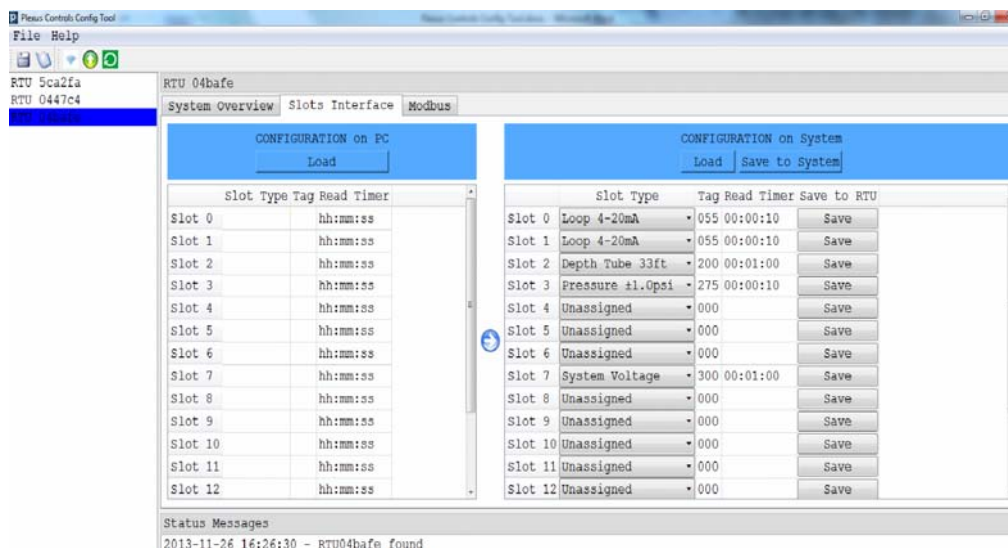 Plexus Controls Config Tool
File Help
RTU 5ca2fa
RTU 0447c4
RTU 04bafe
RTU 04bafe
System Overview Slots Interface Modbus
CONFIGURATION on PC
Load
CONFIGURATION on System
Load Save to System
Slot Type Tag Read Timer
Slot 0 hh:mm:ss
Slot 1 hh:mm:ss
Slot 2 hh:mm:ss
Slot 3 hh:mm:ss
Slot 4 hh:mm:ss
Slot 5 hh:mm:ss
Slot 6 hh:mm:ss
Slot 7 hh:mm:ss
Slot 8 hh:mm:ss
Slot 9 hh:mm:ss
Slot 10 hh:mm:ss
Slot 11 hh:mm:ss
Slot 12 hh:mm:ss
Slot Type Tag Read Timer Save to RTU
Slot 0 Loop 4-20mA 055 00:00:10 Save
Slot 1 Loop 4-20mA 055 00:00:10 Save
Slot 2 Depth Tube 33ft 200 00:01:00 Save
Slot 3 Pressure ±1.0psi 275 00:00:10 Save
Slot 4 Unassigned 000 Save
Slot 5 Unassigned 000 Save
Slot 6 Unassigned 000 Save
Slot 7 System Voltage 300 00:01:00 Save
Slot 8 Unassigned 000 Save
Slot 9 Unassigned 000 Save
Slot 10 Unassigned 000 Save
Slot 11 Unassigned 000 Save
Slot 12 Unassigned 000 Save
Status Messages
2013-11-26 16:26:30 - RTU04bafe found